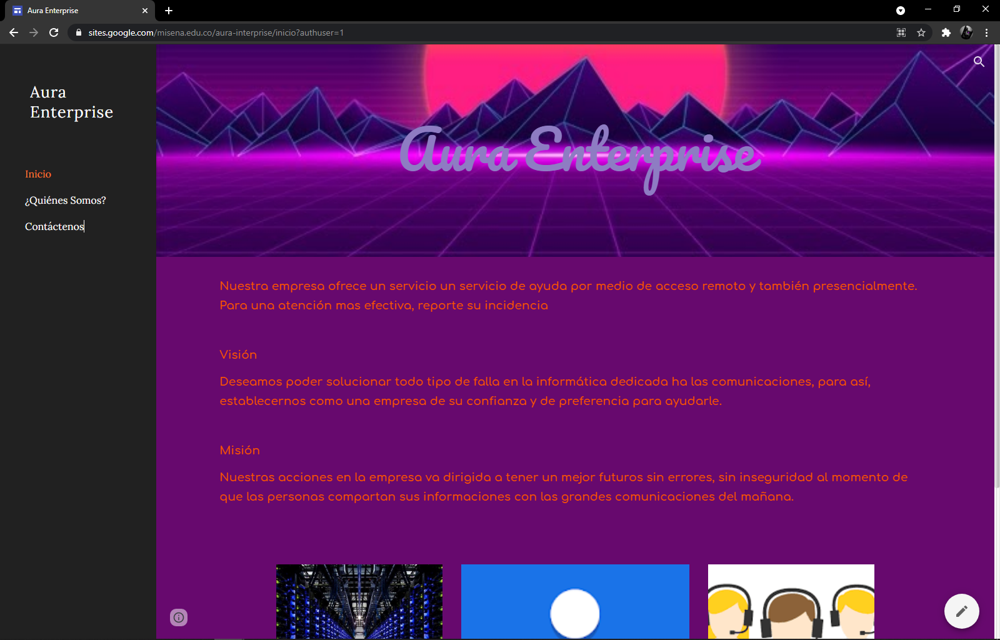 Aura Enterprise
sites.google.com/misena.edu.co/aura-interprise/inicio?authuser=1
Aura
Enterprise
Inicio
¿Quiénes Somos?
Contáctenos
Aura Enterprise
Nuestra empresa ofrece un servicio un servicio de ayuda por medio de acceso remoto y también presencialmente.
Para una atención mas efectiva, reporte su incidencia
Visión
Deseamos poder solucionar todo tipo de falla en la informática dedicada ha las comunicaciones, para así,
establecernos como una empresa de su confianza y de preferencia para ayudarle.
Misión
Nuestras acciones en la empresa va dirigida a tener un mejor futuros sin errores, sin inseguridad al momento de
que las personas compartan sus informaciones con las grandes comunicaciones del mañana.